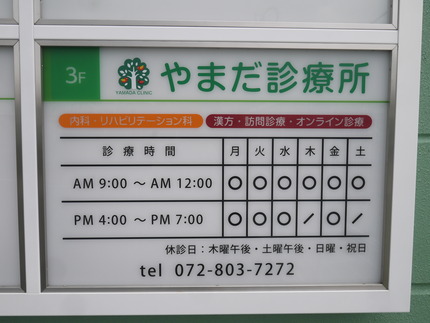 3F
YAMADA CLINIC
やまだ診療所
内科・リハビリテーション科 漢方・訪問診療・オンライン診療
診療時間 月 火 水 木 金 土
AM 9:00 ～ AM 12:00 ○ ○ ○ ○ ○ ○
PM 4:00 ～ PM 7:00 ○ ○ ○ / ○ /
休診日：木曜午後・土曜午後・日曜・祝日
tel 072-803-7272